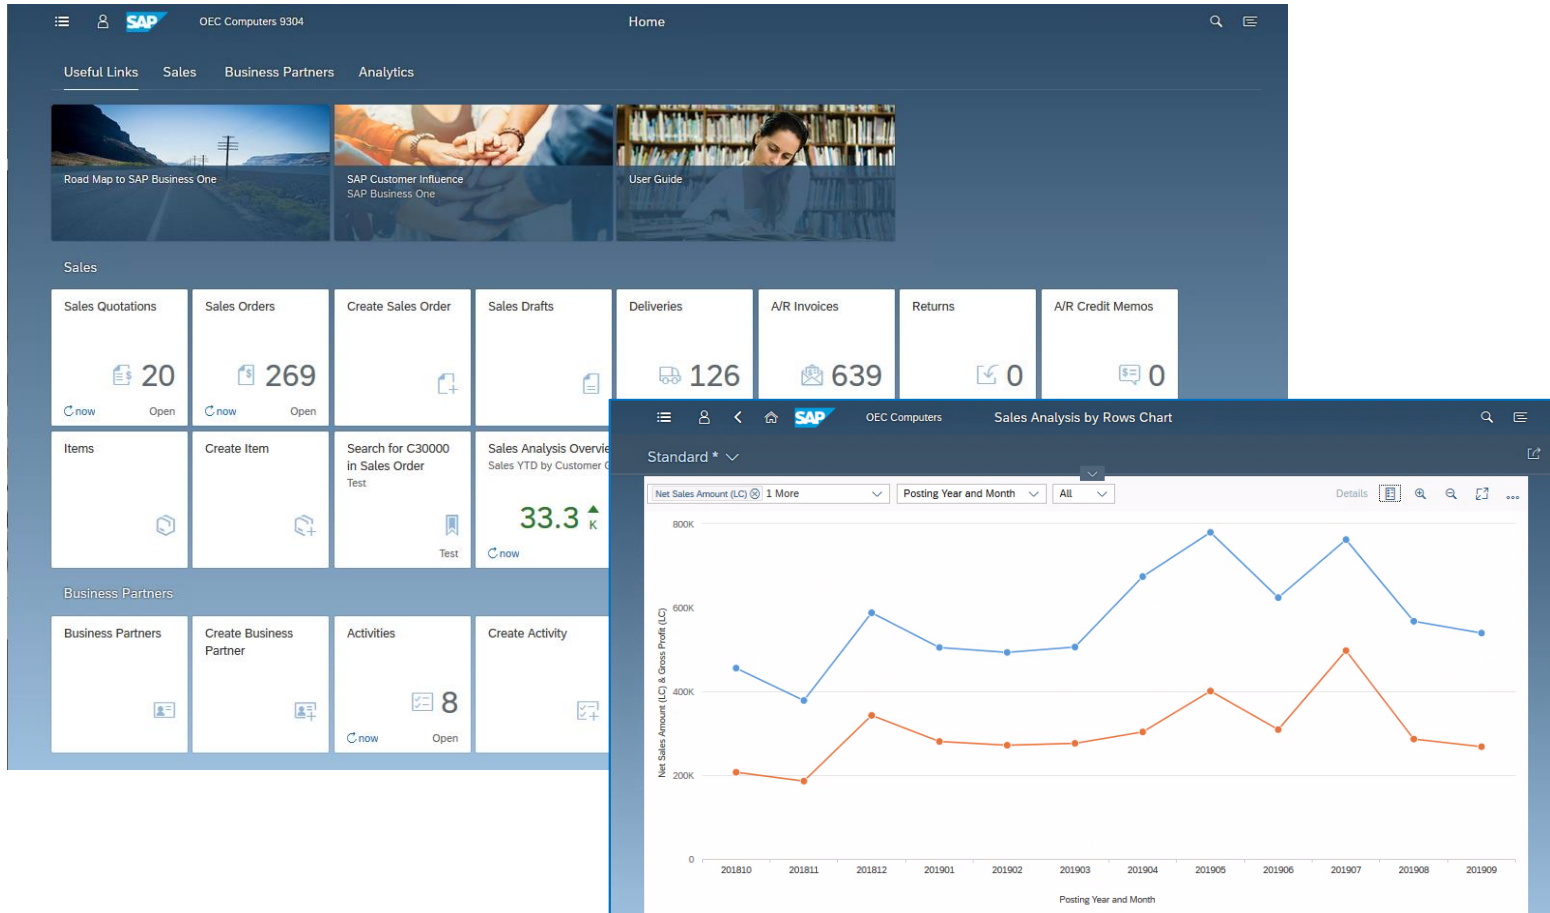 SAP OEC Computers 9304 Home
Useful Links Sales Business Partners Analytics
Road Map to SAP Business One
SAP Customer Influence
SAP Business One
User Guide
Sales
Sales Quotations
20
now Open
Sales Orders
269
now Open
Create Sales Order
Sales Drafts
Deliveries
126
A/R Invoices
639
Returns
0
A/R Credit Memos
0
Items
Create Item
Search for C30000
in Sales Order
Test
Test
Sales Analysis Overvie
Sales YTD by Customer
33.3
K
now
Business Partners
Business Partners
Create Business
Partner
Activities
8
now Open
Create Activity
SAP OEC Computers Sales Analysis by Rows Chart
Standard *
Net Sales Amount (LC) 1 More Posting Year and Month All Details
Net Sales Amount (LC) & Gross Profit (LC)
800K
600K
400K
200K
0
201810 201811 201812 201901 201902 201903 201904 201905 201906 201907 201908 201909
Posting Year and Month